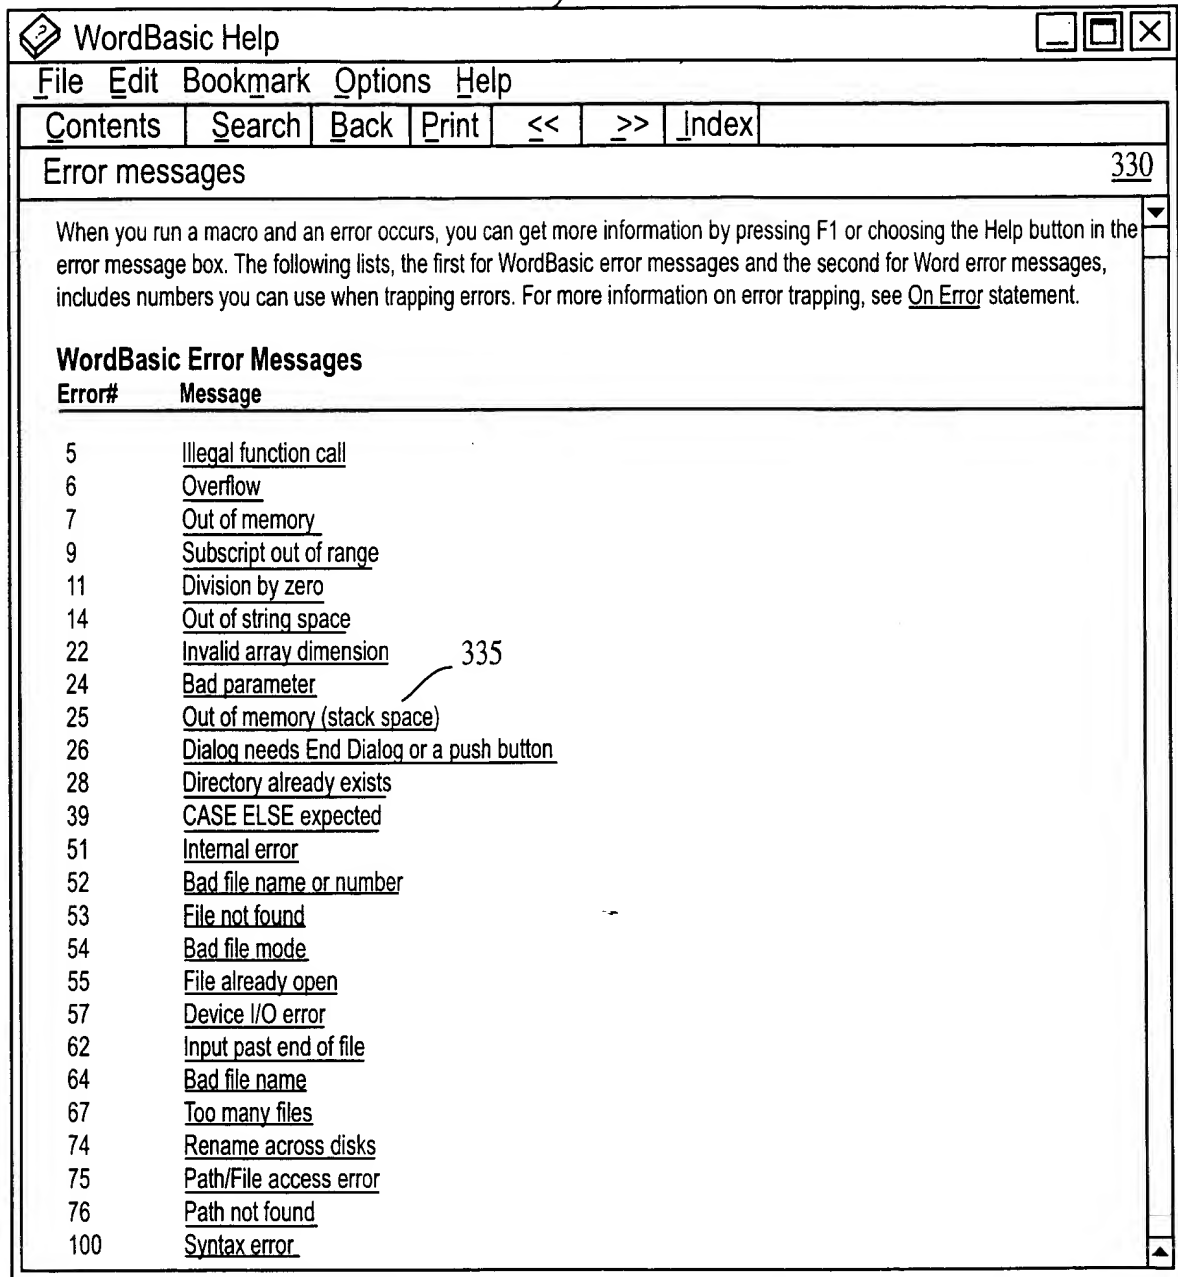 WordBasic Help
File Edit Bookmark Options Help
Contents Search Back Print << >> Index
Error messages 330
When you run a macro and an error occurs, you can get more information by pressing F1 or choosing the Help button in the
error message box. The following lists, the first for WordBasic error messages and the second for Word error messages,
includes numbers you can use when trapping errors. For more information on error trapping, see On Error statement.
WordBasic Error Messages
Error# Message
5 Illegal function call
6 Overflow
7 Out of memory
9 Subscript out of range
11 Division by zero
14 Out of string space
22 Invalid array dimension 335
24 Bad parameter
25 Out of memory (stack space)
26 Dialog needs End Dialog or a push button
28 Directory already exists
39 CASE ELSE expected
51 Internal error
52 Bad file name or number
53 File not found
54 Bad file mode
55 File already open
57 Device I/O error
62 Input past end of file
64 Bad file name
67 Too many files
74 Rename across disks
75 Path/File access error
76 Path not found
100 Syntax error